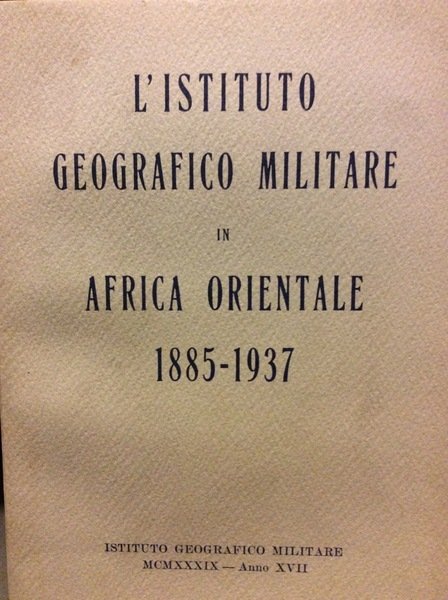 L'ISTITUTO
GEOGRAFICO MILITARE
IN
AFRICA ORIENTALE
1885-1937
ISTITUTO GEOGRAFICO MILITARE
MCMXXXIX — Anno XVII